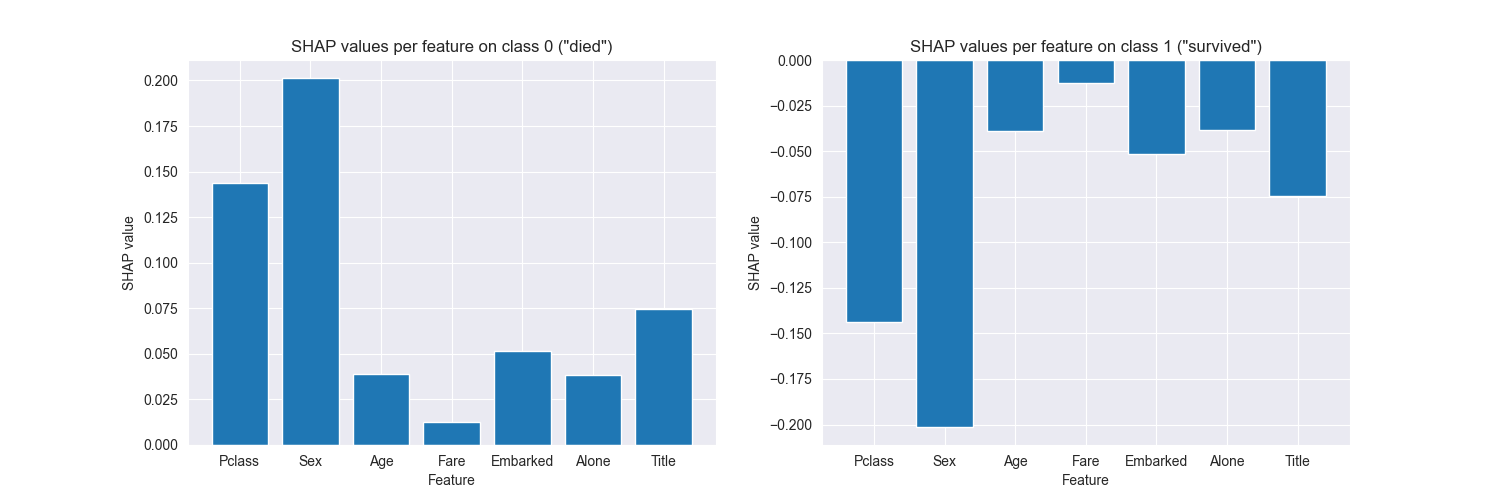 SHAP values per feature on class 0 ("died")
SHAP value
0.200
0.175
0.150
0.125
0.100
0.075
0.050
0.025
0.000
Pclass Sex Age Fare Embarked Alone Title
Feature
SHAP values per feature on class 1 ("survived")
SHAP value
0.000
−0.025
−0.050
−0.075
−0.100
−0.125
−0.150
−0.175
−0.200
Pclass Sex Age Fare Embarked Alone Title
Feature